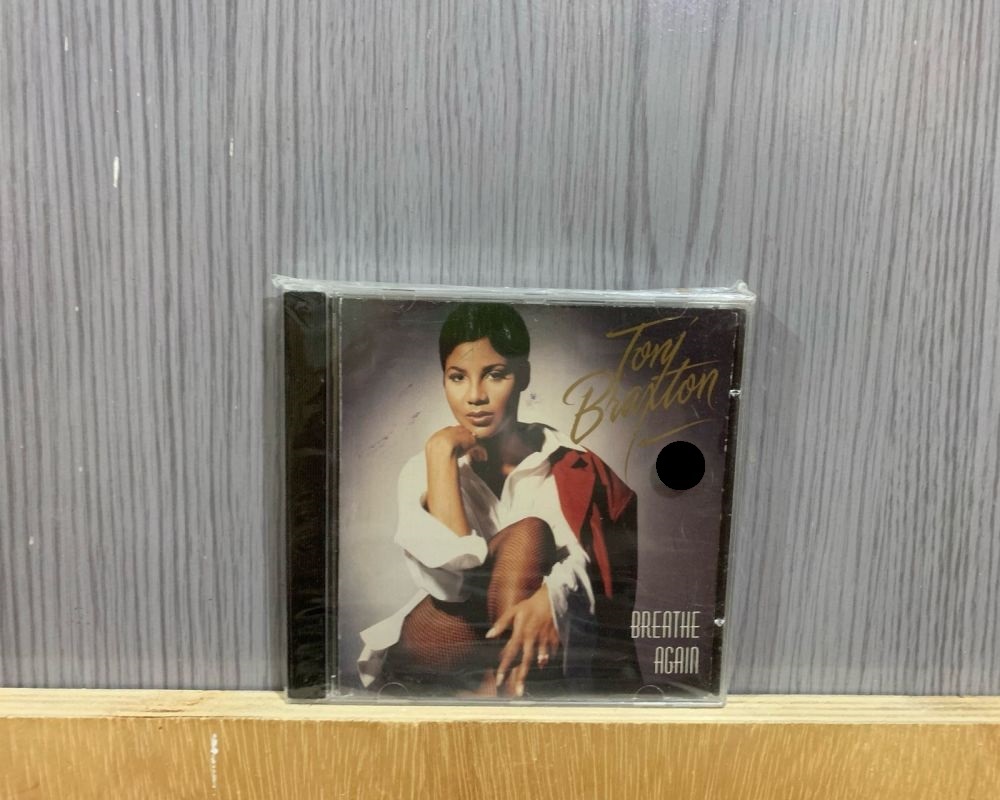 Toni
Braxton
BREATHE
AGAIN